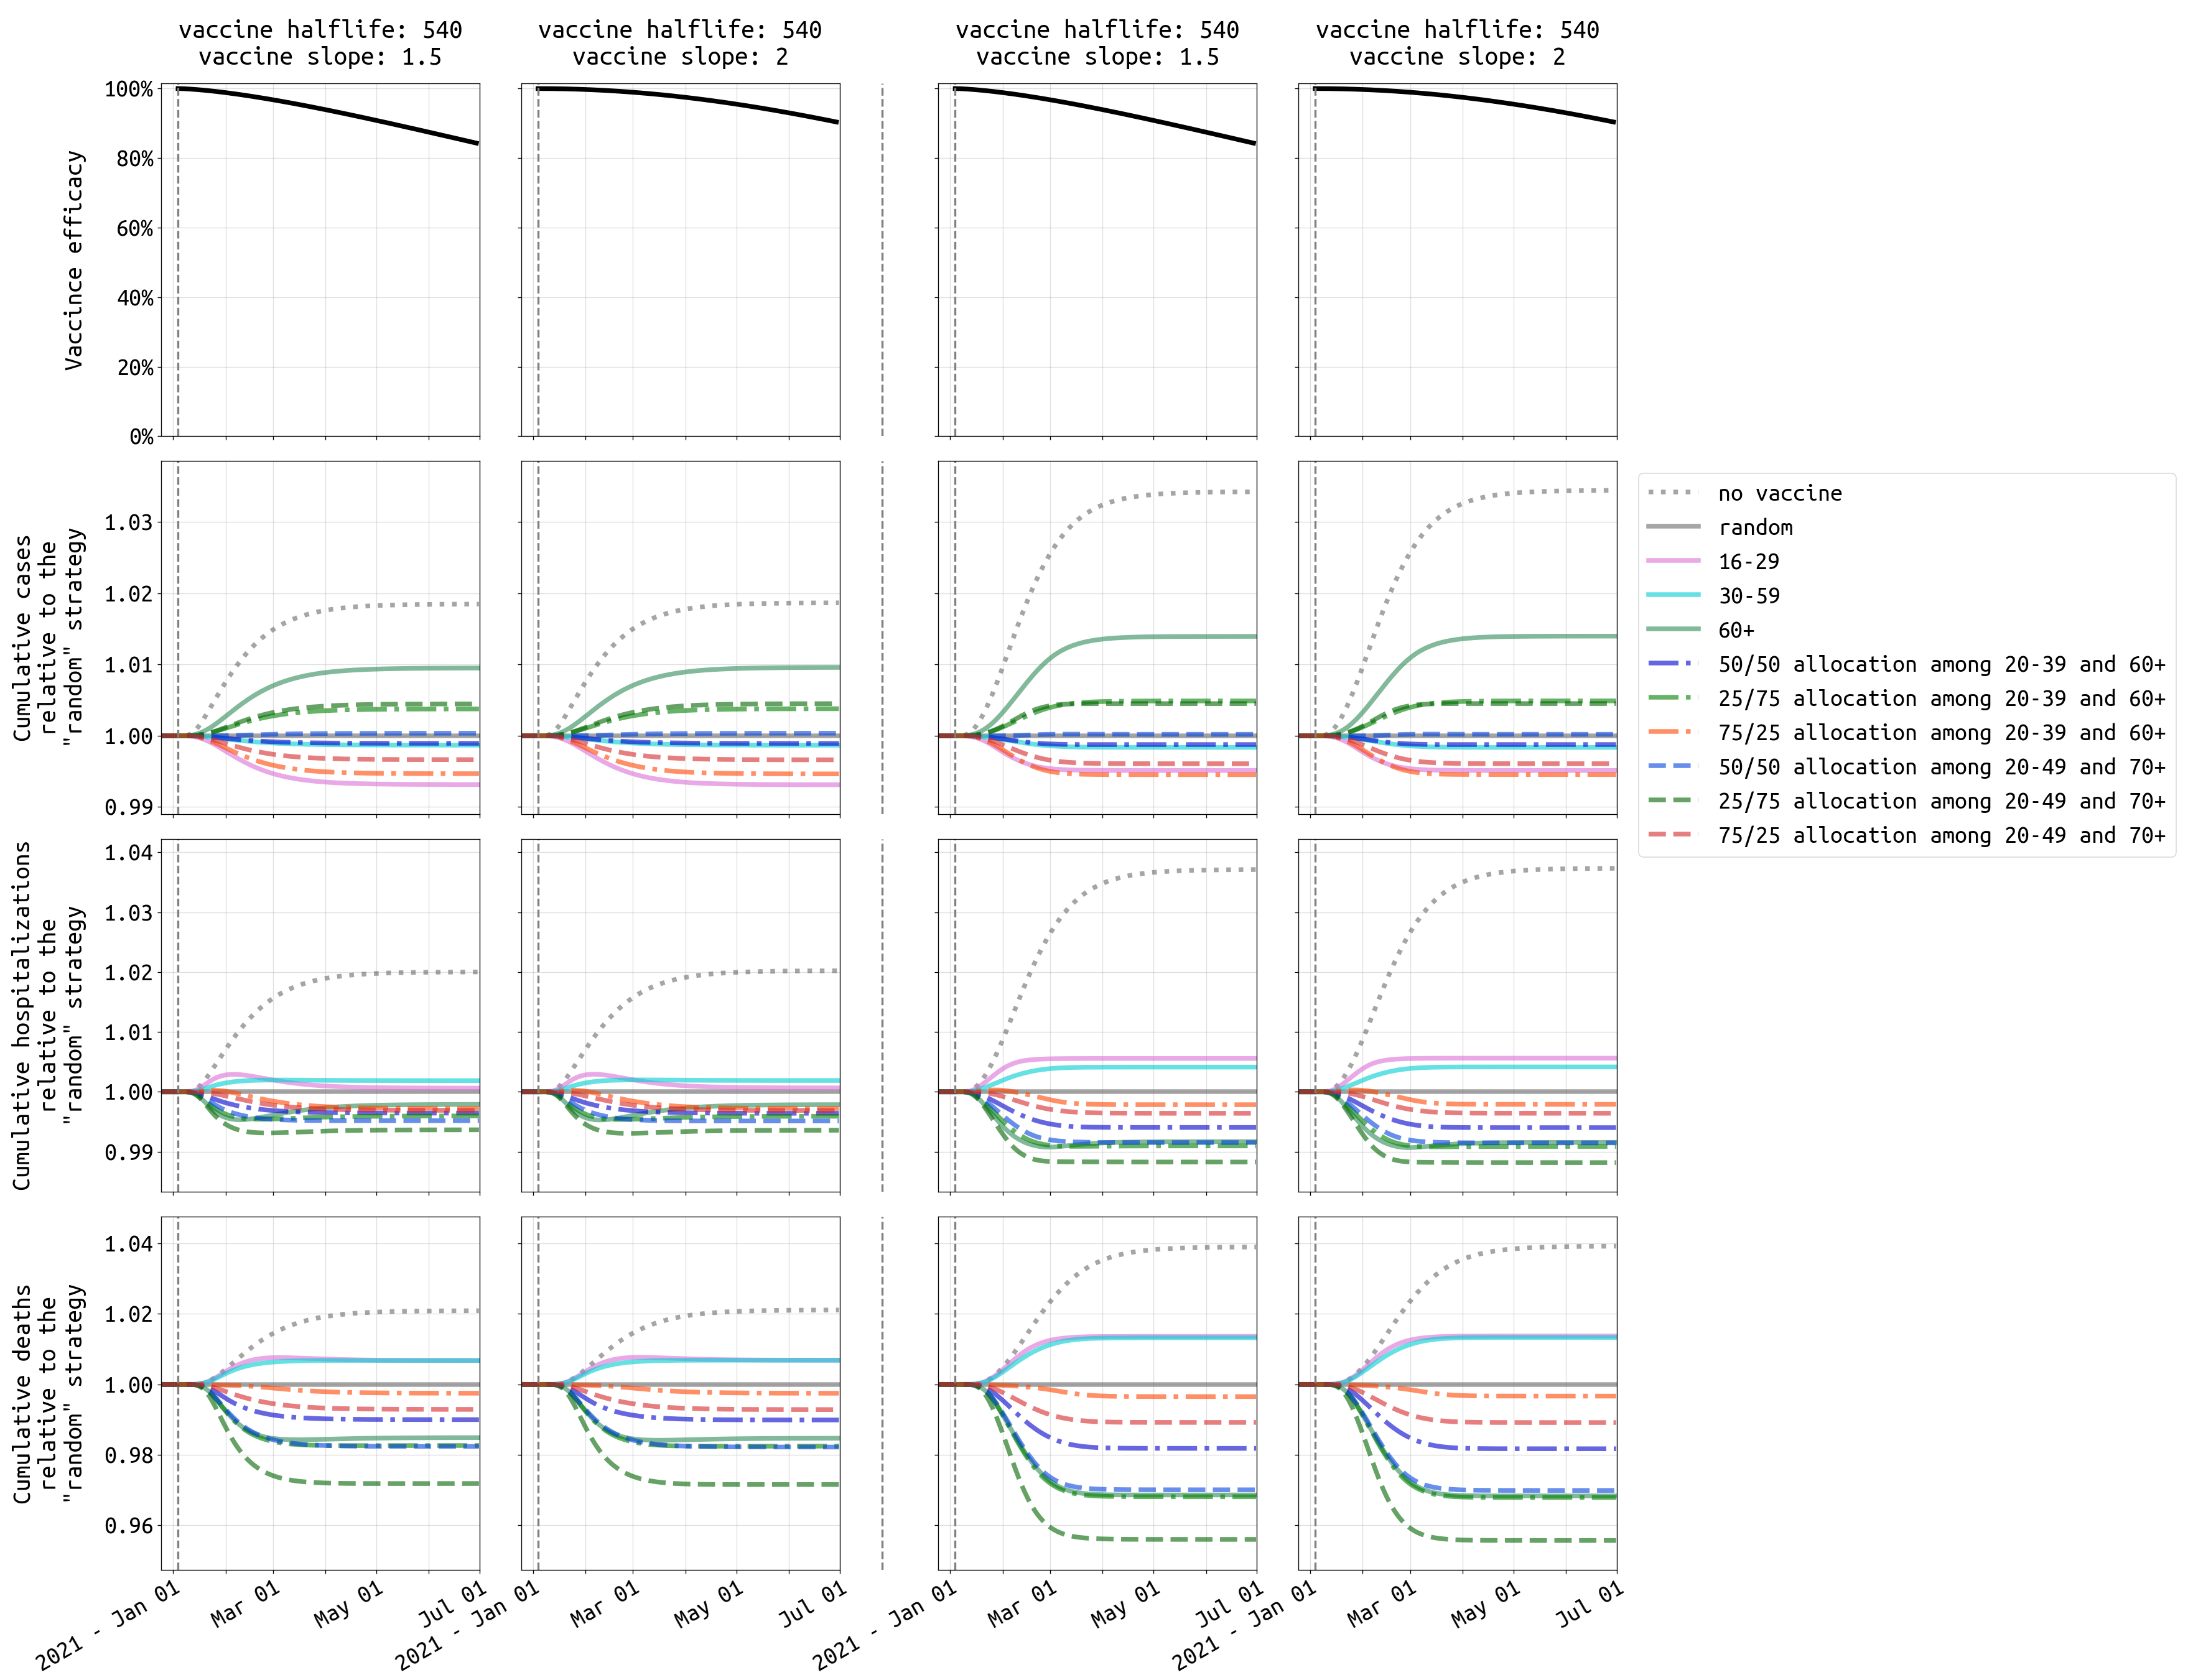 vaccine halflife: 540
vaccine slope: 1.5
vaccine halflife: 540
vaccine slope: 2
vaccine halflife: 540
vaccine slope: 1.5
vaccine halflife: 540
vaccine slope: 2
Vaccince efficacy
100%
80%
60%
40%
20%
0%
Cumulative cases
relative to the
"random" strategy
1.03
1.02
1.01
1.00
0.99
no vaccine
random
16-29
30-59
60+
50/50 allocation among 20-39 and 60+
25/75 allocation among 20-39 and 60+
75/25 allocation among 20-39 and 60+
50/50 allocation among 20-49 and 70+
25/75 allocation among 20-49 and 70+
75/25 allocation among 20-49 and 70+
Cumulative hospitalizations
relative to the
"random" strategy
1.04
1.03
1.02
1.01
1.00
0.99
Cumulative deaths
relative to the
"random" strategy
1.04
1.02
1.00
0.98
0.96
2021 - Jan 01
Mar 01
May 01
Jul 01
2021 - Jan 01
Mar 01
May 01
Jul 01
2021 - Jan 01
Mar 01
May 01
Jul 01
2021 - Jan 01
Mar 01
May 01
Jul 01